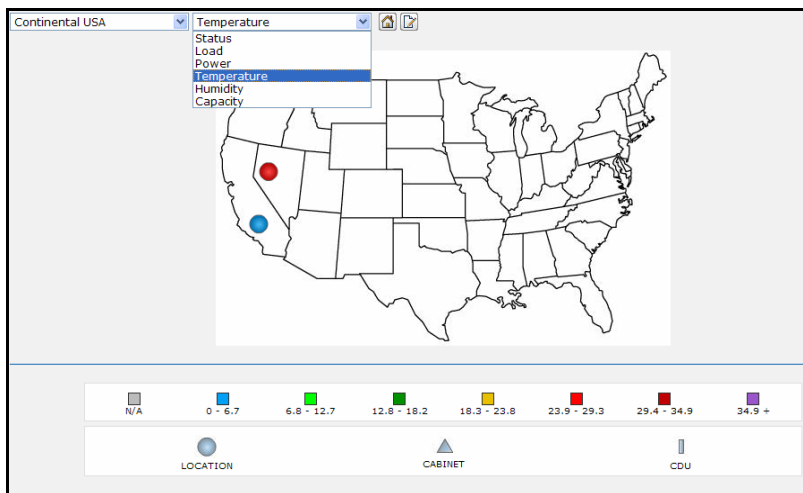 Continental USA Temperature
Status
Load
Power
Temperature
Humidity
Capacity
N/A 0 - 6.7 6.8 - 12.7 12.8 - 18.2 18.3 - 23.8 23.9 - 29.3 29.4 - 34.9 34.9 +
LOCATION CABINET CDU